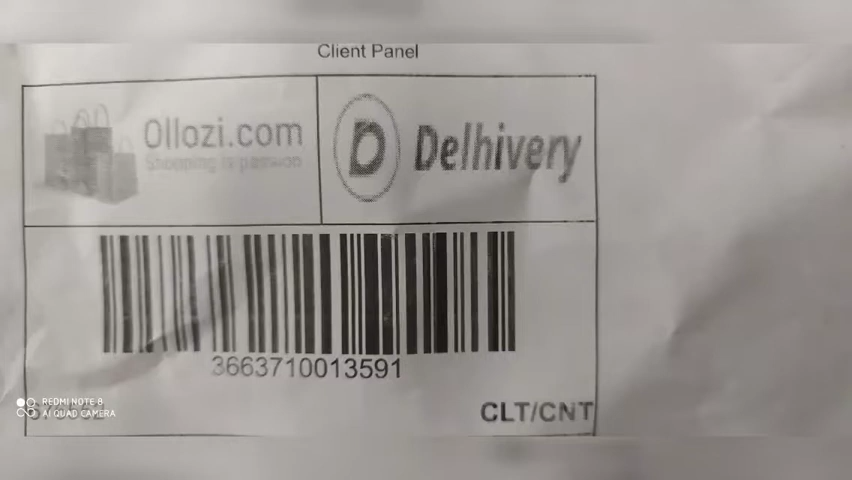 Client Panel
Ollozi.com
Shopping is passion
D Delhivery
3663710013591
CLT/CNT
REDMI NOTE 8
AI QUAD CAMERA